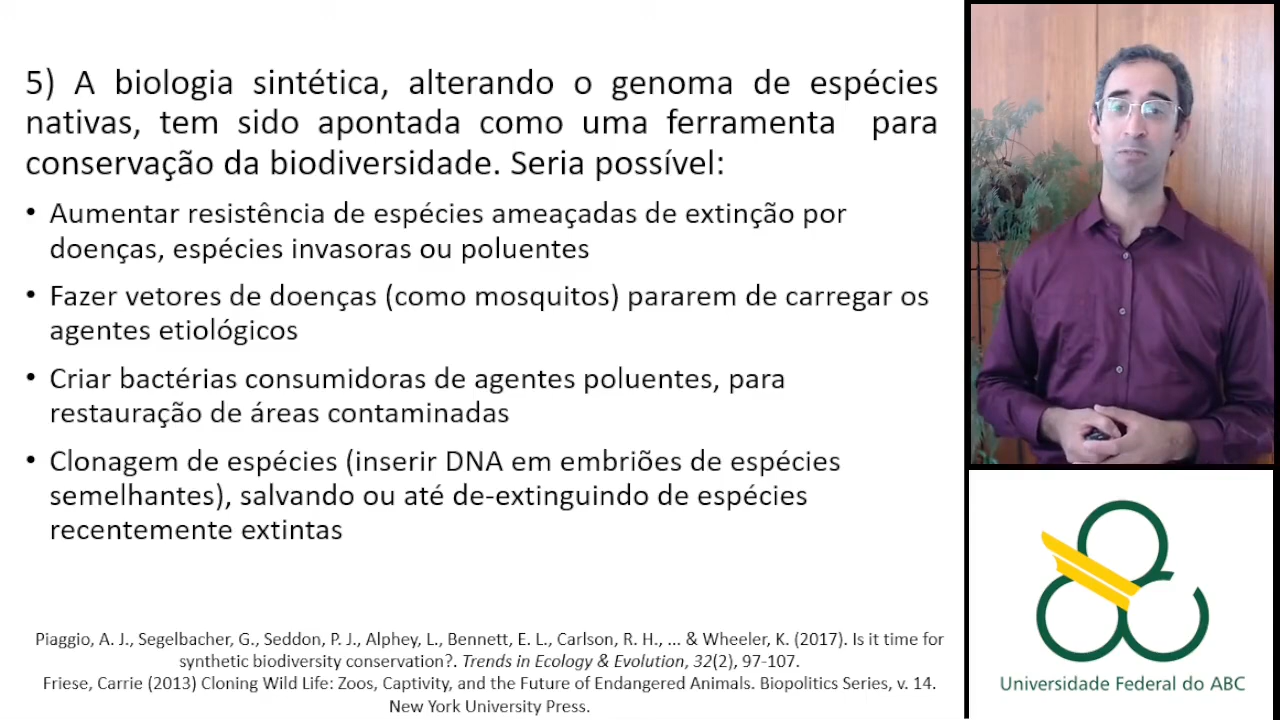 5) A biologia sintética, alterando o genoma de espécies
nativas, tem sido apontada como uma ferramenta para
conservação da biodiversidade. Seria possível:
• Aumentar resistência de espécies ameaçadas de extinção por
doenças, espécies invasoras ou poluentes
• Fazer vetores de doenças (como mosquitos) pararem de carregar os
agentes etiológicos
• Criar bactérias consumidoras de agentes poluentes, para
restauração de áreas contaminadas
• Clonagem de espécies (inserir DNA em embriões de espécies
semelhantes), salvando ou até de-extinguindo de espécies
recentemente extintas
Piaggio, A. J., Segelbacher, G., Seddon, P. J., Alphey, L., Bennett, E. L., Carlson, R. H., ... & Wheeler, K. (2017). Is it time for
synthetic biodiversity conservation?. Trends in Ecology & Evolution, 32(2), 97-107.
Friese, Carrie (2013) Cloning Wild Life: Zoos, Captivity, and the Future of Endangered Animals. Biopolitics Series, v. 14.
New York University Press.
Universidade Federal do ABC